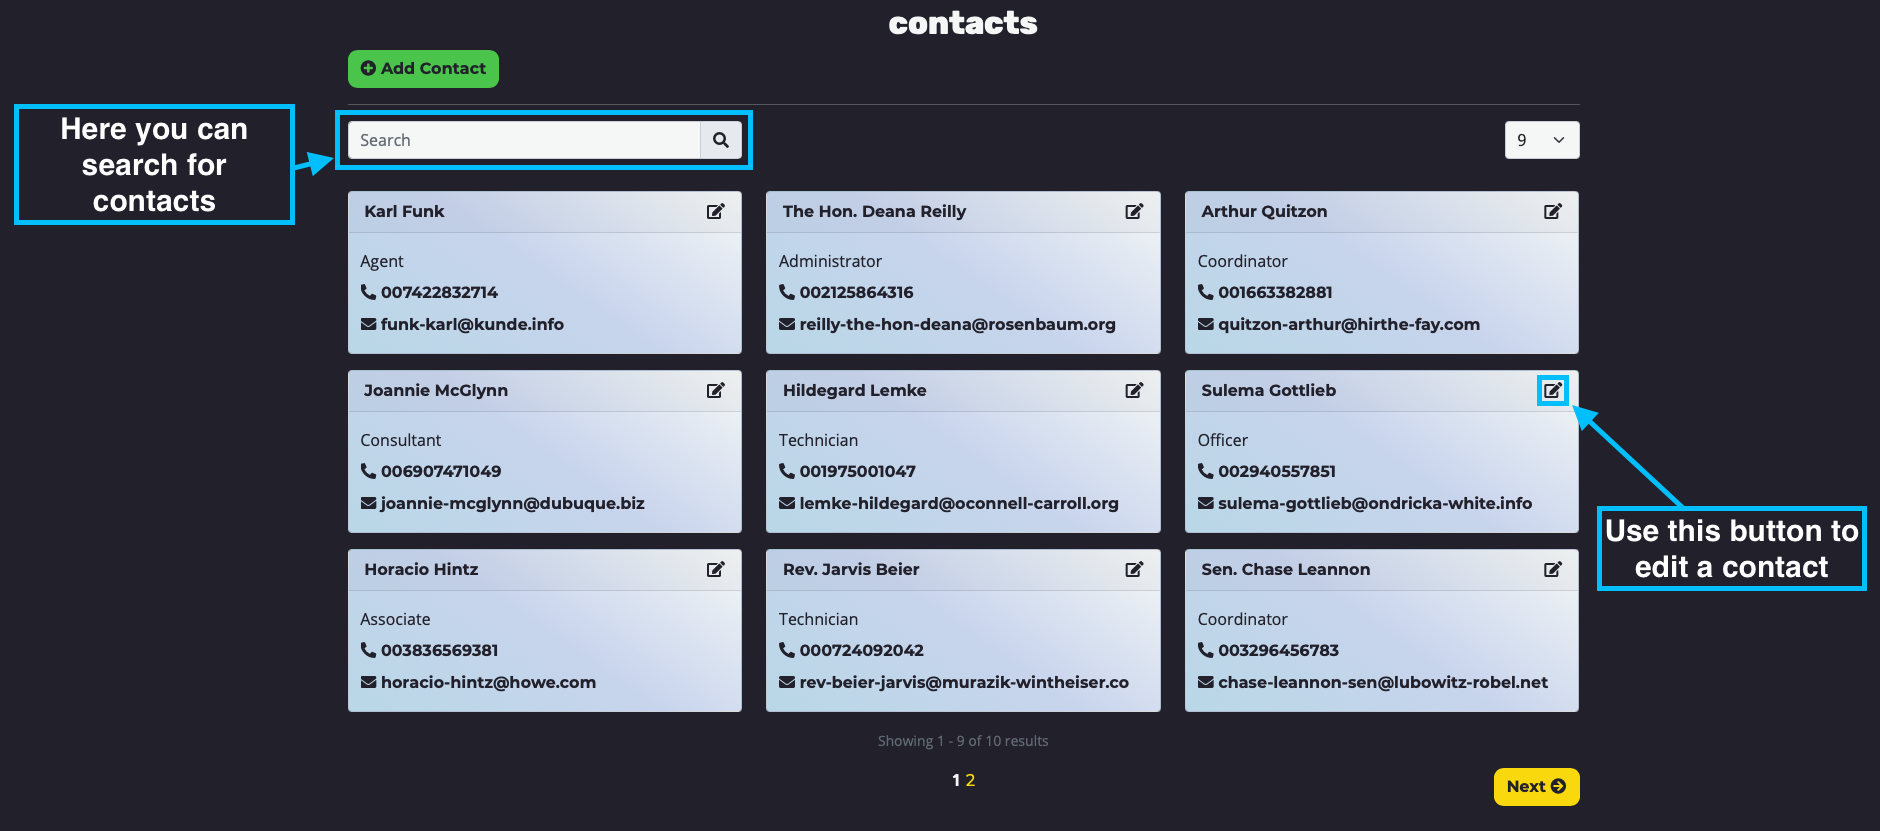 contacts
Add Contact
Here you can
search for
contacts
Search
9
Karl Funk
Agent
007422832714
funk-karl@kunde.info
The Hon. Deana Reilly
Administrator
002125864316
reilly-the-hon-deana@rosenbaum.org
Arthur Quitzon
Coordinator
001663382881
quitzon-arthur@hirthe-fay.com
Joannie McGlynn
Consultant
006907471049
joannie-mcglynn@dubuque.biz
Hildegard Lemke
Technician
001975001047
lemke-hildegard@oconnell-carroll.org
Sulema Gottlieb
Officer
002940557851
sulema-gottlieb@ondricka-white.info
Use this button to
edit a contact
Horacio Hintz
Associate
003836569381
horacio-hintz@howe.com
Rev. Jarvis Beier
Technician
000724092042
rev-beier-jarvis@murazik-wintheiser.co
Sen. Chase Leannon
Coordinator
003296456783
chase-leannon-sen@lubowitz-robel.net
Showing 1 - 9 of 10 results
1 2
Next